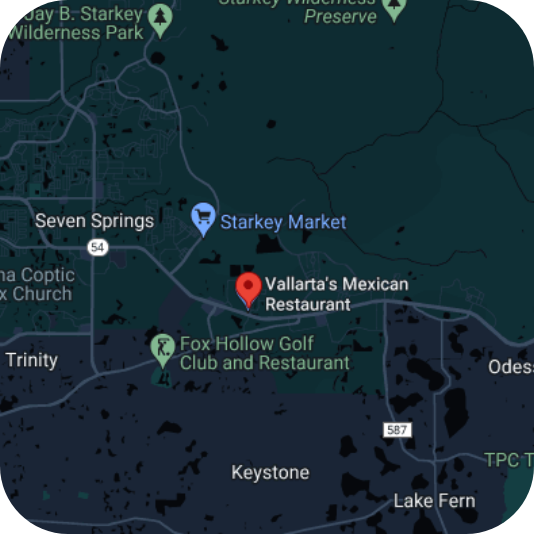 Jay B. Starkey
Wilderness Park
Starkey Wilderness
Preserve
Seven Springs
Starkey Market
54
na Coptic
x Church
Vallarta's Mexican
Restaurant
Fox Hollow Golf
Club and Restaurant
Trinity
Odes
587
Keystone
TPC T
Lake Fern